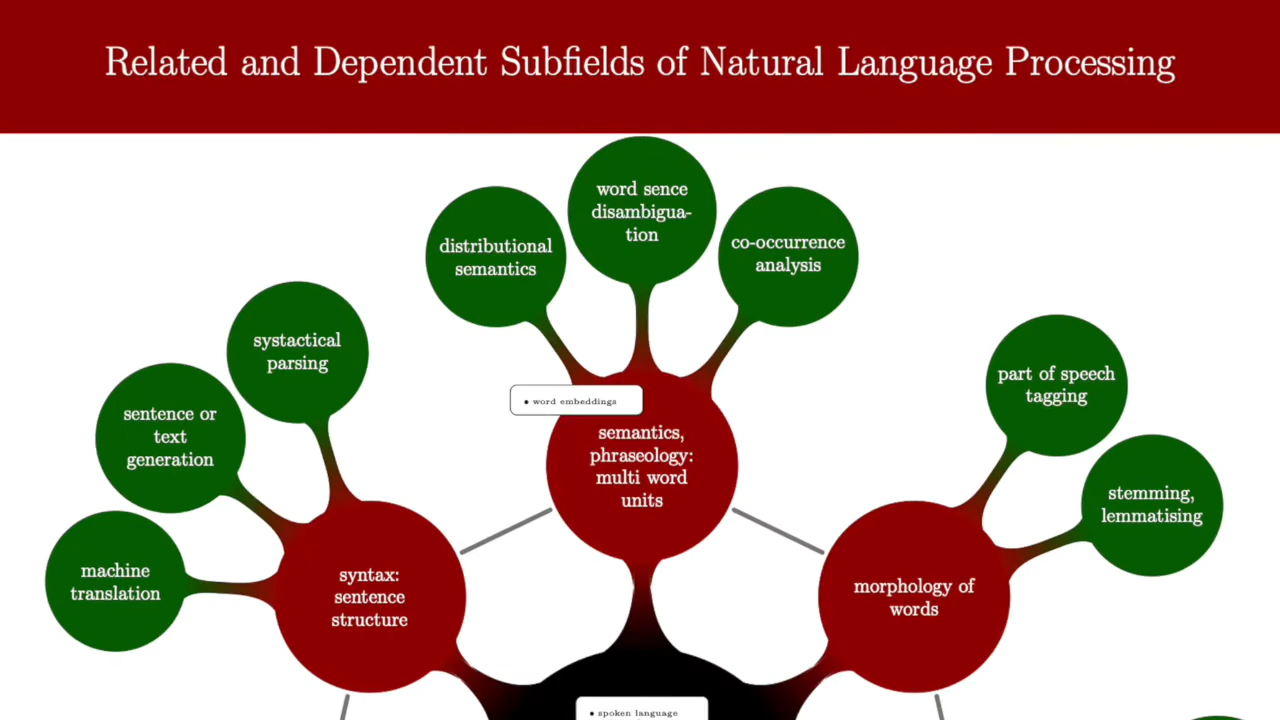 Related and Dependent Subfields of Natural Language Processing
word sence
disambigua-
tion
distributional
semantics
co-occurrence
analysis
systactical
parsing
part of speech
tagging
sentence or
text
generation
• word embeddings
semantics,
phraseology:
multi word
units
stemming,
lemmatising
machine
translation
syntax:
sentence
structure
morphology of
words
• spoken language